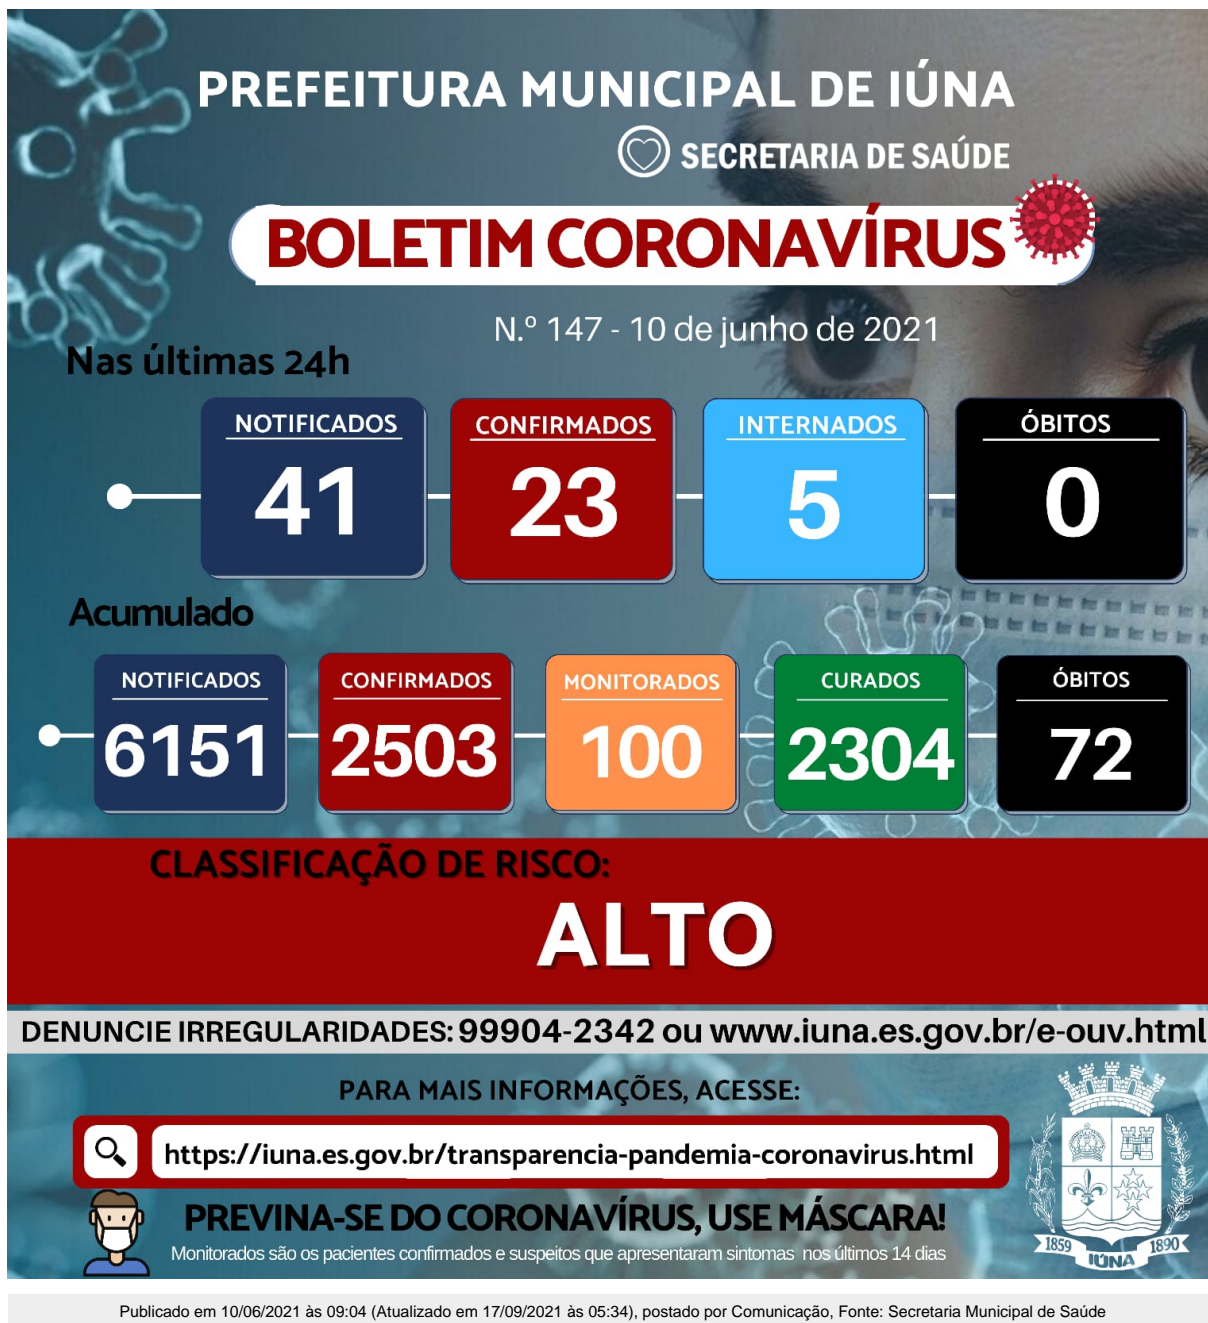 PREFEITURA MUNICIPAL DE IÚNA
SECRETARIA DE SAÚDE
BOLETIM CORONAVÍRUS
N.º 147 - 10 de junho de 2021
Nas últimas 24h
NOTIFICADOS
41
CONFIRMADOS
23
INTERNADOS
5
ÓBITOS
0
Acumulado
NOTIFICADOS
6151
CONFIRMADOS
2503
MONITORADOS
100
CURADOS
2304
ÓBITOS
72
CLASSIFICAÇÃO DE RISCO:
ALTO
DENUNCIE IRREGULARIDADES: 99904-2342 ou www.iuna.es.gov.br/e-ouv.html
PARA MAIS INFORMAÇÕES, ACESSE:
https://iuna.es.gov.br/transparencia-pandemia-coronavirus.html
PREVINA-SE DO CORONAVÍRUS, USE MÁSCARA!
Monitorados são os pacientes confirmados e suspeitos que apresentaram sintomas nos últimos 14 dias
1859 IÚNA 1890
Publicado em 10/06/2021 às 09:04 (Atualizado em 17/09/2021 às 05:34), postado por Comunicação, Fonte: Secretaria Municipal de Saúde